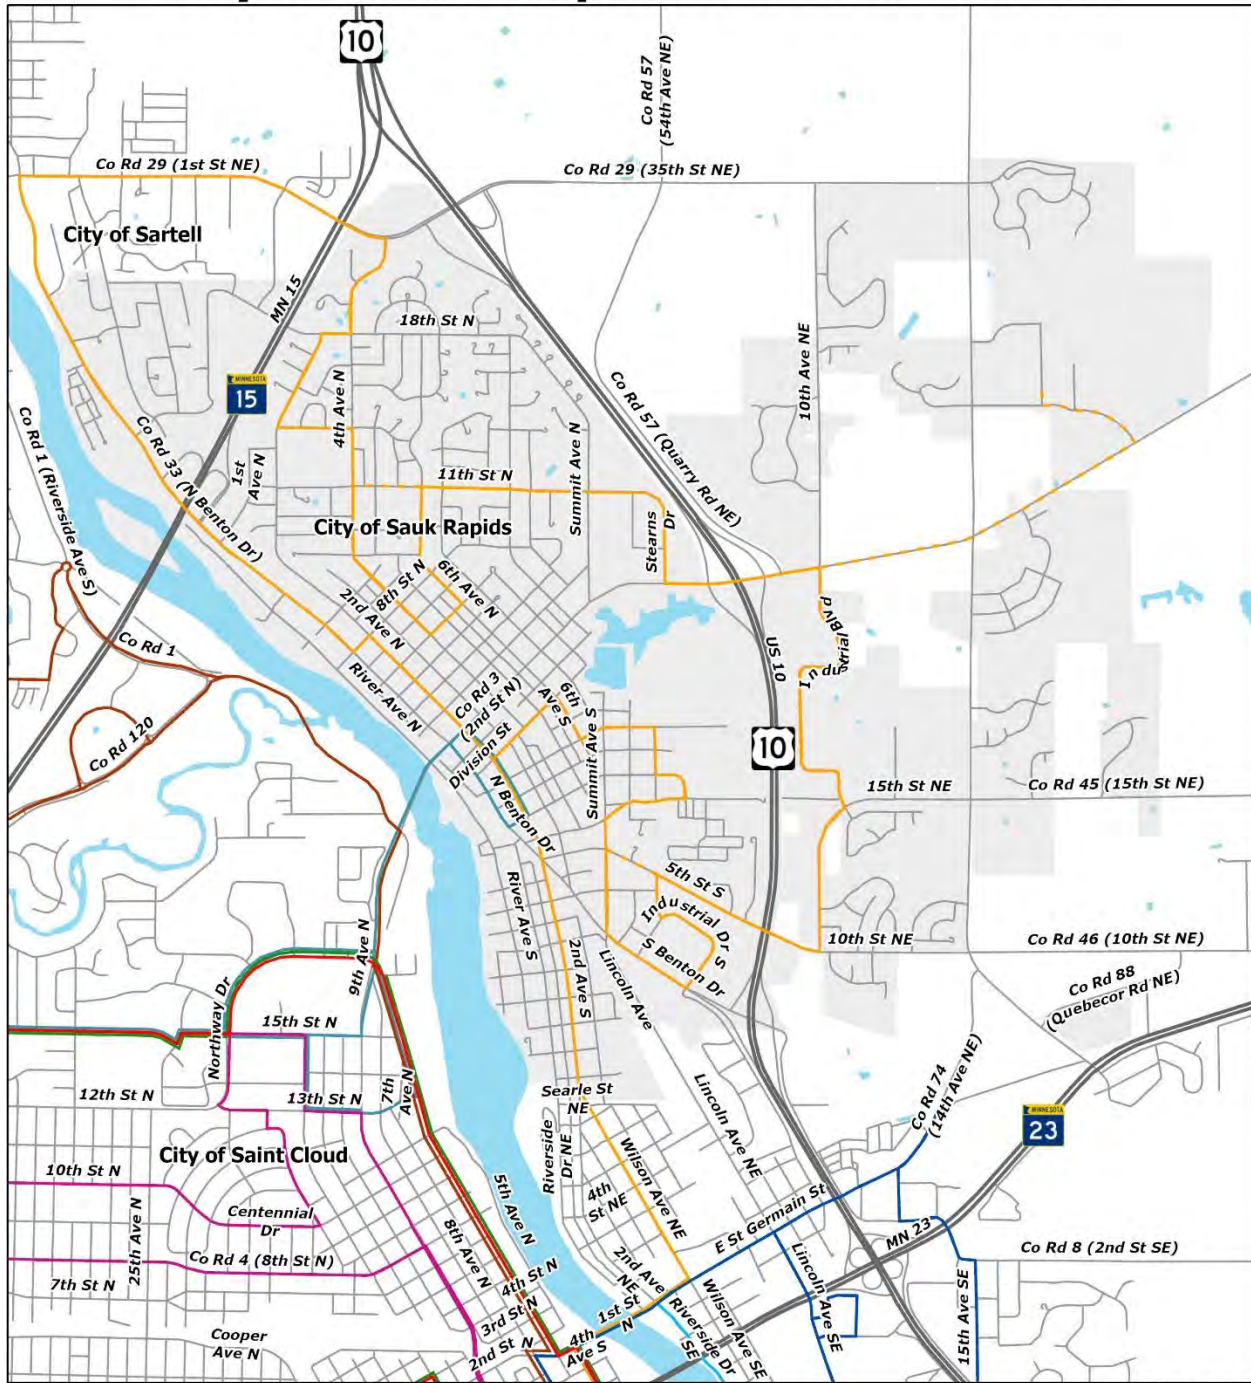 10
Co Rd 57
(54th Ave NE)
Co Rd 29 (1st St NE)
Co Rd 29 (35th St NE)
City of Sartell
MN 15
18th St N
10th Ave NE
MINNESOTA
15
4th Ave N
Co Rd 57 (Quarry Rd NE)
Co Rd 1 (Riverside Ave S)
Co Rd 33 (N Benton Dr)
1st
Ave N
11th St N
Summit Ave N
City of Sauk Rapids
Stearns
Dr
8th St N
6th Ave N
2nd Ave N
Industrial
Blvd
Co Rd 1
US 10
River Ave N
Co Rd 3
(2nd St N)
6th
Ave S
Summit Ave S
Co Rd 120
Division St
10
N Benton Dr
15th St NE
Co Rd 45 (15th St NE)
5th St S
River Ave S
Industrial Dr S
9th Ave N
2nd Ave S
S Benton Dr
10th St NE
Co Rd 46 (10th St NE)
Lincoln Ave
Co Rd 88
(Quebecor Rd NE)
Northway Dr
15th St N
12th St N
13th St N
7th
Ave N
Searle St
NE
Lincoln Ave NE
Co Rd 74
(14th Ave NE)
MINNESOTA
23
City of Saint Cloud
Riverside
Dr NE
Wilson Ave NE
10th St N
5th Ave N
4th
St NE
Centennial
Dr
25th Ave N
8th Ave N
E St Germain St
MN 23
Co Rd 4 (8th St N)
Co Rd 8 (2nd St SE)
7th St N
4th St N
2nd Ave
NE
Lincoln Ave SE
15th Ave SE
3rd St N
1st St
N
Wilson Ave SE
Riverside Dr
SE
Cooper
Ave N
2nd St N
4th
Ave S